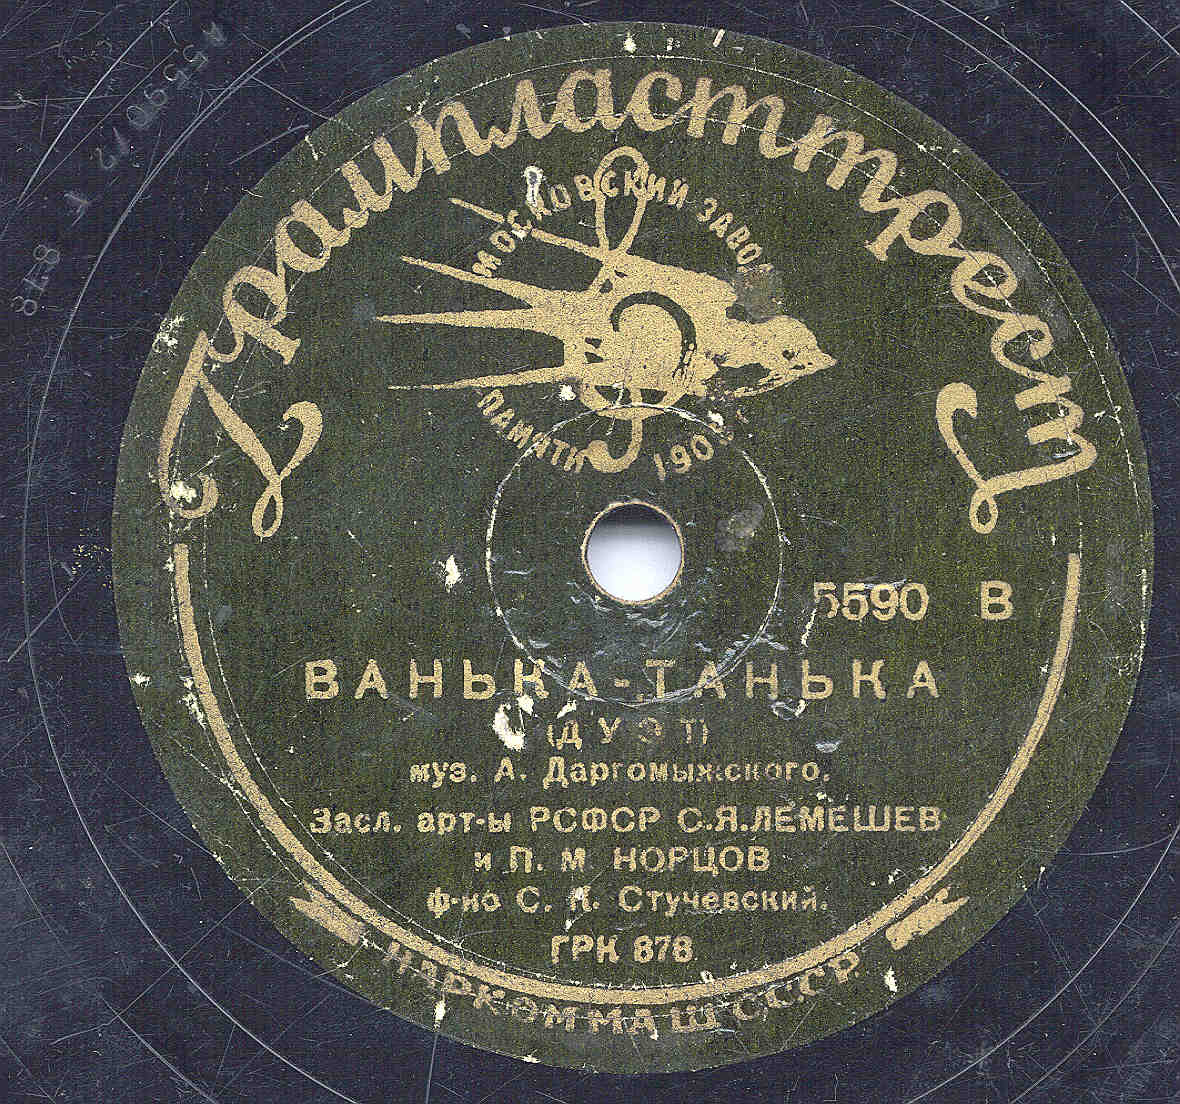 Грампласттрест
МОСКОВСКИЙ ЗАВОД
ПАМЯТИ 1905
5590 В
ВАНЬКА-ТАНЬКА
(ДУЭТ)
муз. А. Даргомыжского.
Засл. арт-ы РСФСР С.Я.ЛЕМЕШЕВ
и П. М. НОРЦОВ
ф-но С. К. Стучевский.
ГРК 878
НАРКОММАШ СССР
878